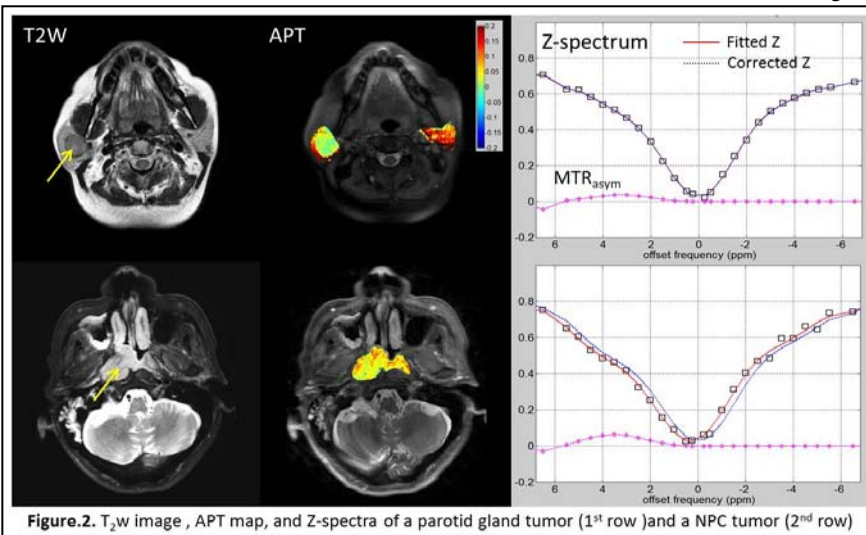 T2W
APT
0.2
0.15
0.1
0.05
0
-0.05
-0.1
-0.15
-0.2
Z-spectrum
Fitted Z
Corrected Z
0.8
0.6
0.4
0.2
0
0.2
MTRasym
6 4 2 0 -2 -4 -6
offset frequency (ppm)
0.8
0.6
0.4
0.2
0
0.2
6 4 2 0 -2 -4 -6
offset frequency (ppm)
Figure.2. T2w image , APT map, and Z-spectra of a parotid gland tumor (1st row )and a NPC tumor (2nd row)